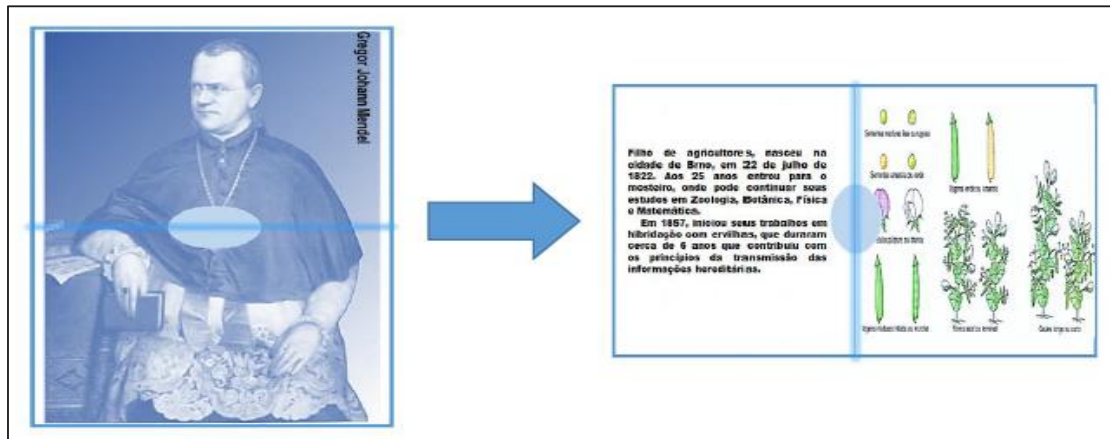 Gregor Johann Mendel
Filho de agricultores, nasceu na
cidade de Brno, em 22 de julho de
1822. Aos 25 anos entrou para o
mosteiro, onde pode continuar seus
estudos em Zoologia, Botânica, Física
e Matemática.
Em 1857, iniciou seus trabalhos em
hibridação com ervilhas, que duraram
cerca de 6 anos que contribuiu com
os princípios da transmissão das
informações hereditárias.